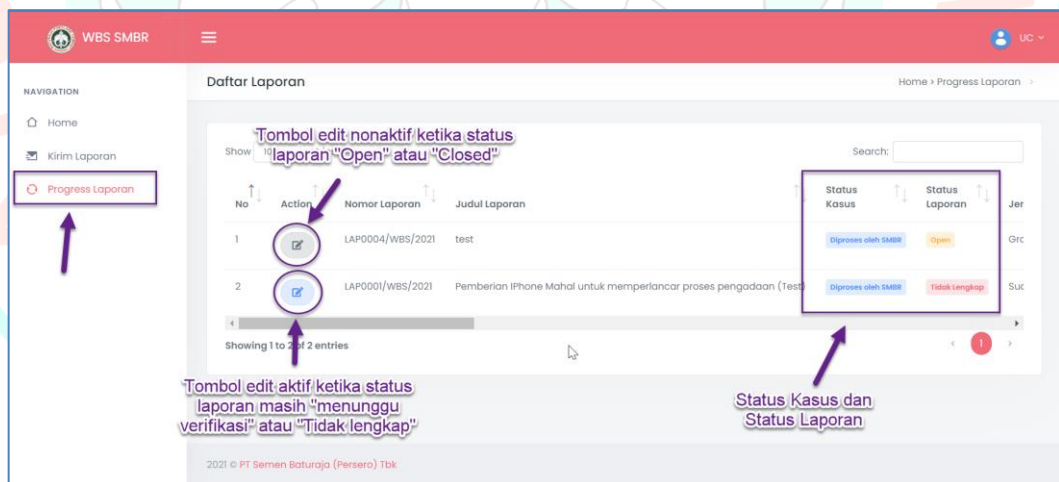 WBS SMBR
UC
NAVIGATION
Home
Kirim Laporan
Progress Laporan
Daftar Laporan
Home > Progress Laporan >
Tombol edit nonaktif ketika status
laporan "Open" atau "Closed"
Show 10
Search:
No Action Nomor Laporan Judul Laporan Status Kasus Status Laporan Jer
1 LAP0004/WBS/2021 test Diproses oleh SMBR Open Gra
2 LAP0001/WBS/2021 Pemberian IPhone Mahal untuk memperlancar proses pengadaan (Test) Diproses oleh SMBR Tidak Lengkap Sua
Showing 1 to 2 of 2 entries
1
Tombol edit aktif ketika status
laporan masih "menunggu
verifikasi" atau "Tidak lengkap"
Status Kasus dan
Status Laporan
2021 © PT Semen Baturaja (Persero) Tbk